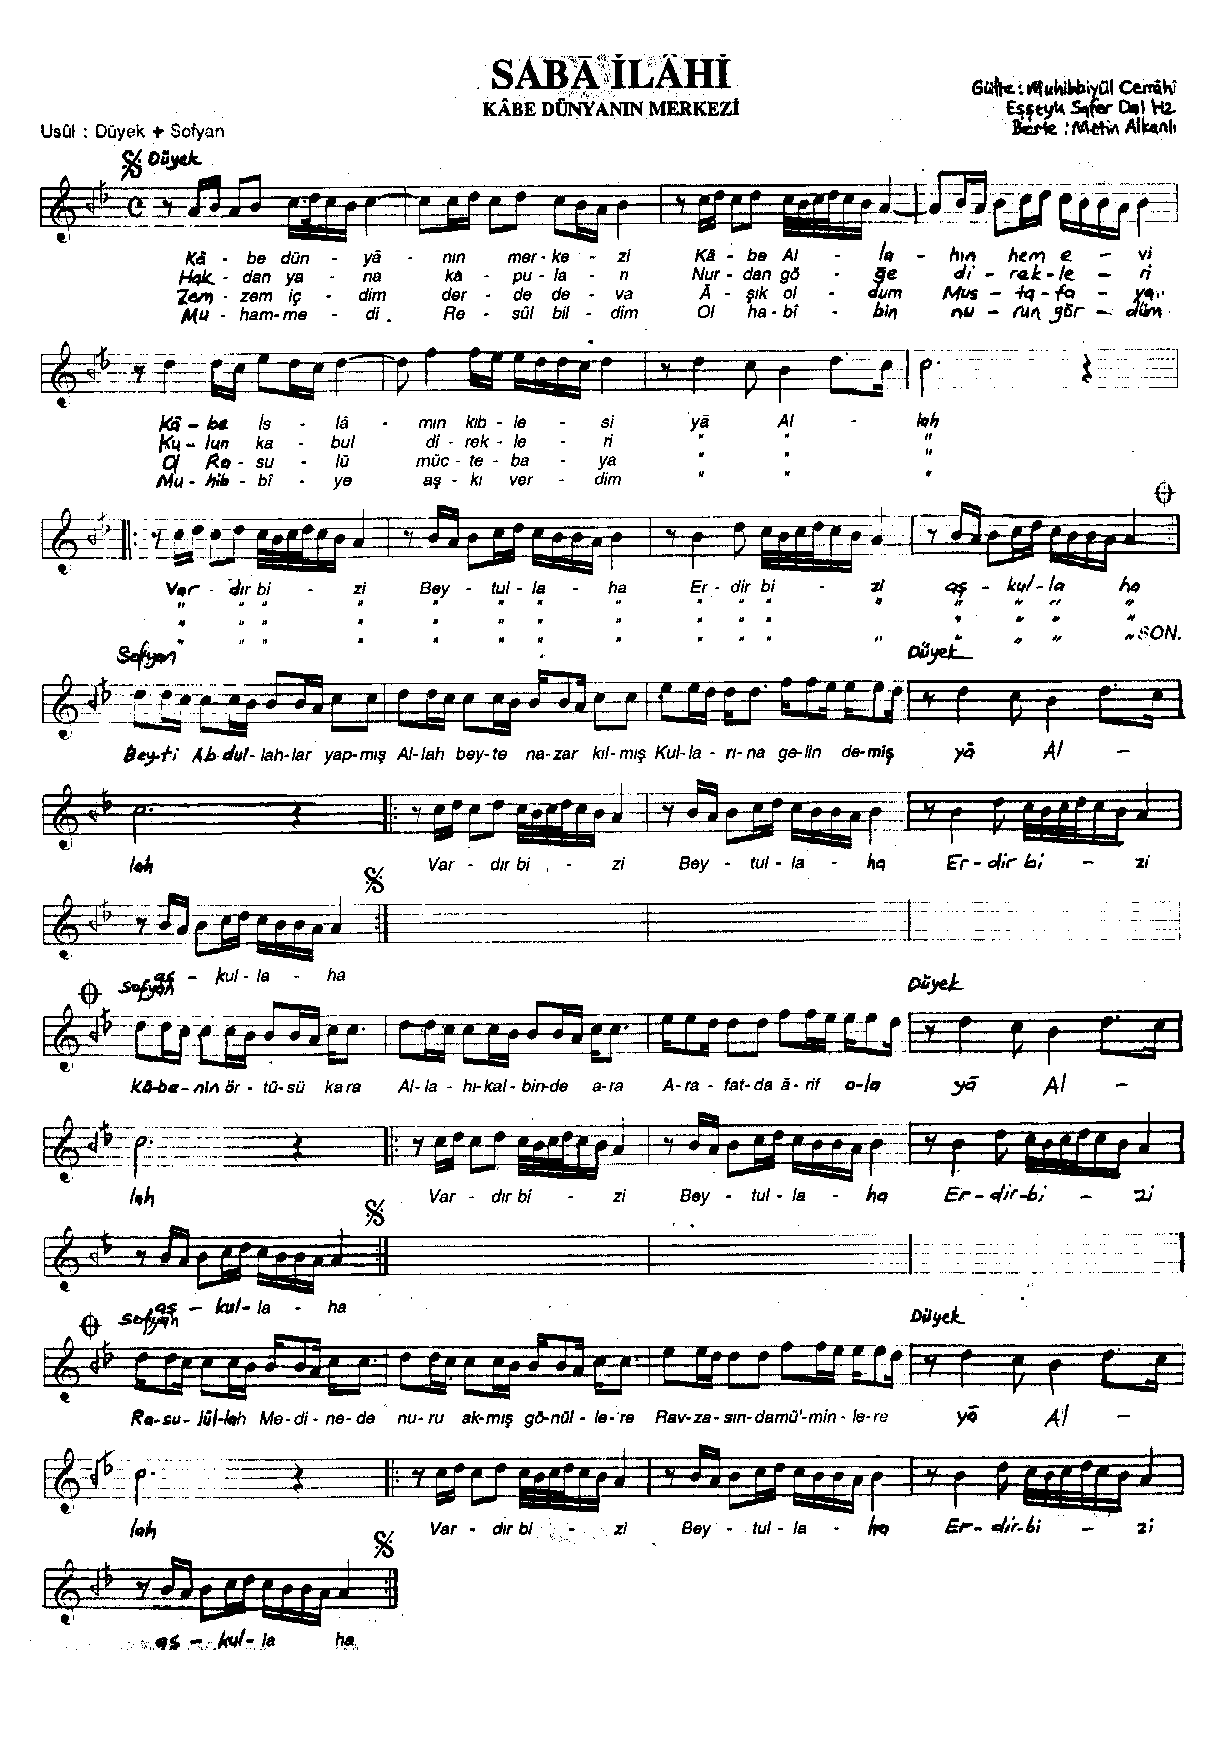 SABÂ İLÂHİ
KÂBE DÜNYANIN MERKEZİ
Güfte : Muhibbiyül Cerrâhî
Eşşeyh Safer Dal Hz
Beste : Metin Alkanlı
Usûl : Düyek + Sofyan
Düyek
Kâ - be dün - yâ - nın mer - ke - zi Kâ - be Al - la - hın hem e - vi
Hak - dan ya - na ka - pu - la - rı Nur - dan gö - ğe di - rek - le - ri
Zem - zem iç - dim der - de de - va Â - şık ol - dum Mus - ta - fa - ya
Mu - ham - me - di Re - sûl bil - dim Ol ha - bî - bin nu - run gör - düm
Kâ - be İs - lâ - mın kıb - le - si yâ Al - lah
Ku - lun ka - bul di - rek - le - ri " " "
Ol Ra - su - lü müc - te - ba - ya " " "
Mu - hib - bî - ye aş - kı ver - dim " " "
Var - dır bi - zi Bey - tul - la - ha Er - dir bi - zi aş - kul - la ha
" " " " " " " " " " " " " " " "
" " " " " " " " " " " " " " " "
" " " " " " " " " " " " " " " " SON.
Sofyan Düyek
Bey-ti Ab-dul-lah-lar yap-mış Al-lah bey-te na-zar kıl-mış Kul-la-rı-na gelin de-miş yâ Al -
lah Var - dır bi - zi Bey - tul - la - ha Er - dir bi - zi
aş - kul - la - ha
Sofyan Düyek
Kâ-be-nin ör-tü-sü kara Al-la-hı-kal-bin-de a-ra A-ra-fat-da â-rif o-la yâ Al -
lah Var - dır bi - zi Bey - tul - la - ha Er - dir - bi - zi
aş - kul - la - ha
Sofyan Düyek
Ra-su-lül-lah Me-di-ne-de nu-ru ak-mış gö-nül-le-re Rav-za-sın-da mü'-min-le-re yâ Al -
lah Var - dır bi - zi Bey - tul - la - ha Er - dir - bi - zi
aş - kul - la ha